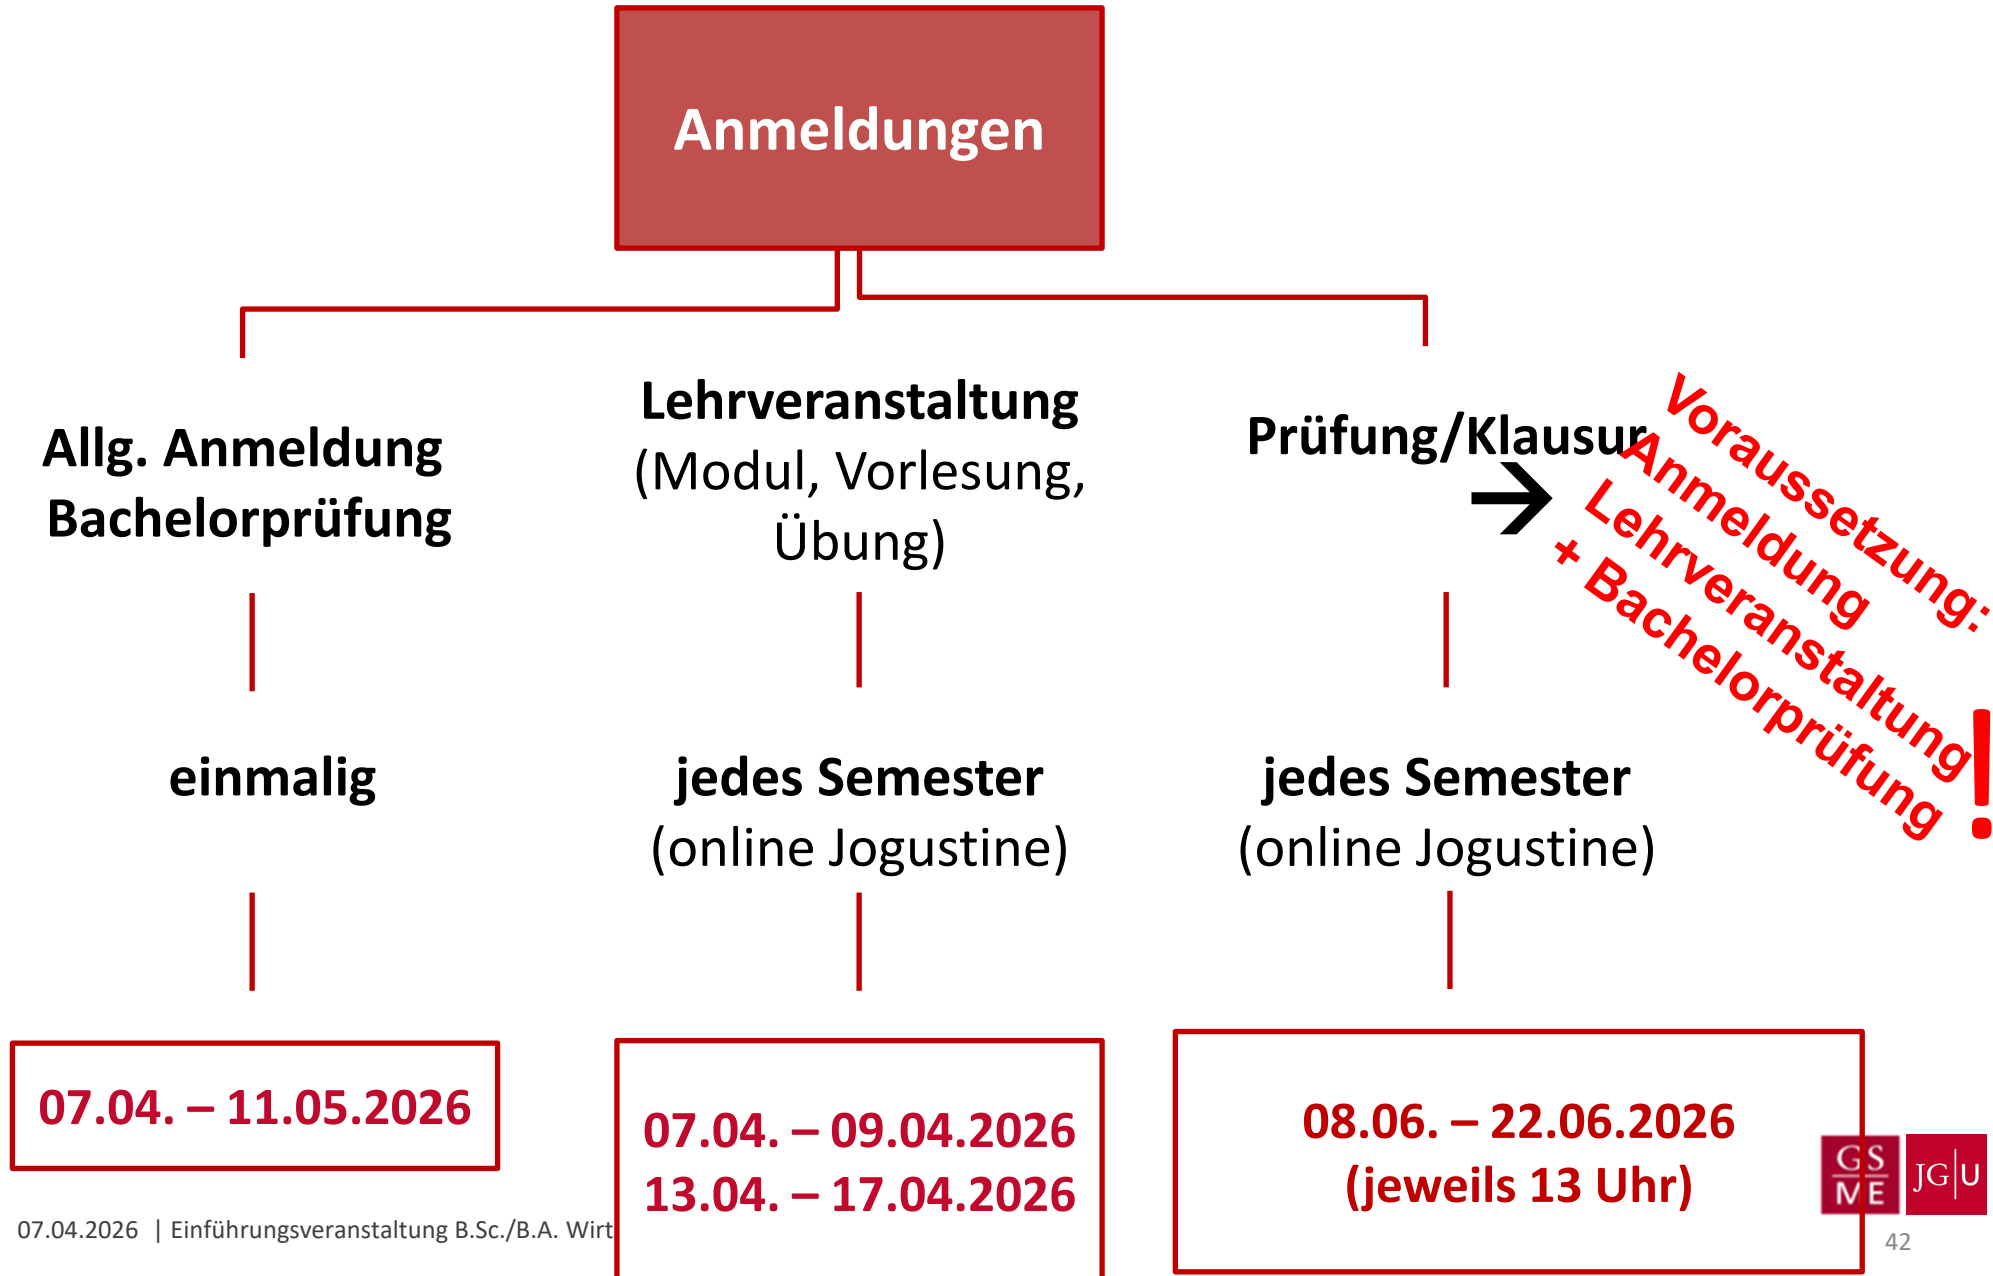 Anmeldungen
Allg. Anmeldung
Bachelorprüfung
einmalig
07.04. – 11.05.2026
Lehrveranstaltung
(Modul, Vorlesung,
Übung)
jedes Semester
(online Jogustine)
07.04. – 09.04.2026
13.04. – 17.04.2026
Prüfung/Klausur
→
Voraussetzung:
Anmeldung
Lehrveranstaltung
+ Bachelorprüfung
!
jedes Semester
(online Jogustine)
08.06. – 22.06.2026
(jeweils 13 Uhr)
GS
ME
JG|U
07.04.2026 | Einführungsveranstaltung B.Sc./B.A. Wirt
42